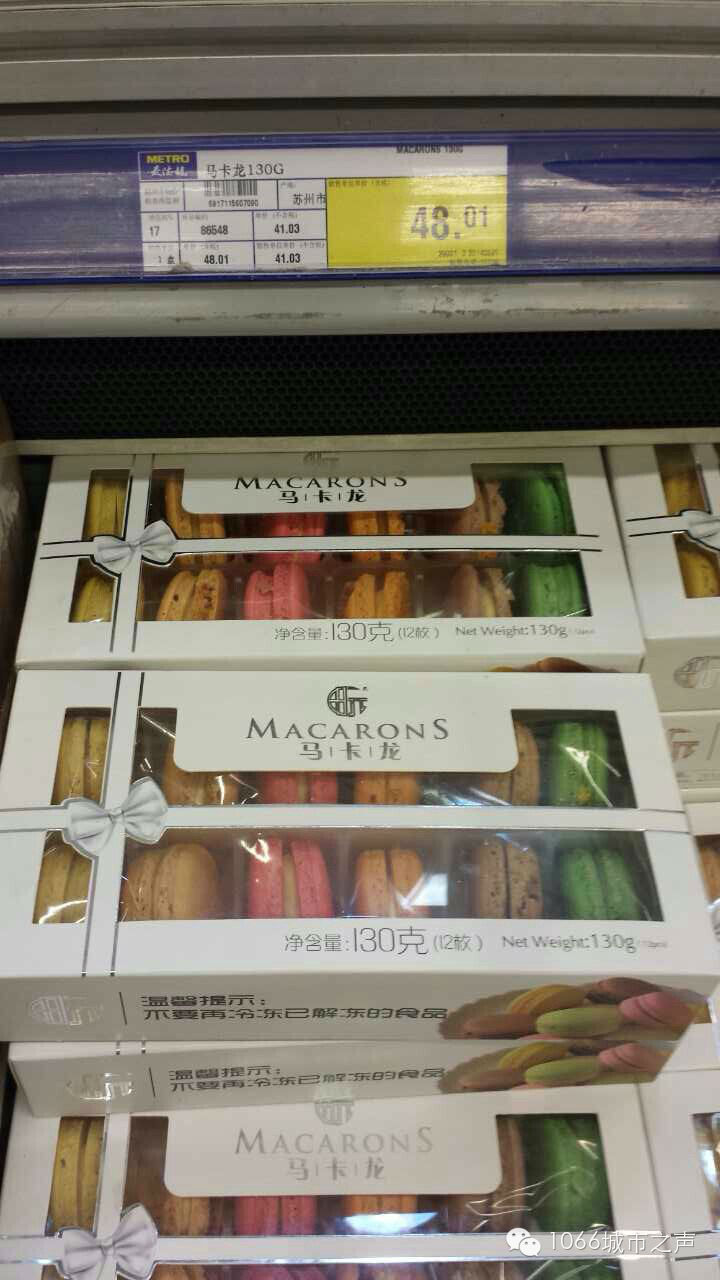 METRO
麦德龙
马卡龙130G
MACARONS 130G
6917115607090
产地:
苏州市
17
86548
41.03
1 盒
48.01
41.03
48.01
MACARONS
马卡龙
净含量:130克(12枚) Net Weight:130g
MACARONS
马卡龙
净含量:130克(12枚) Net Weight:130g
温馨提示:
不要再冷冻已解冻的食品
温馨提示:
不要再冷冻已解冻的食品
MACARONS
马卡龙
1066城市之声